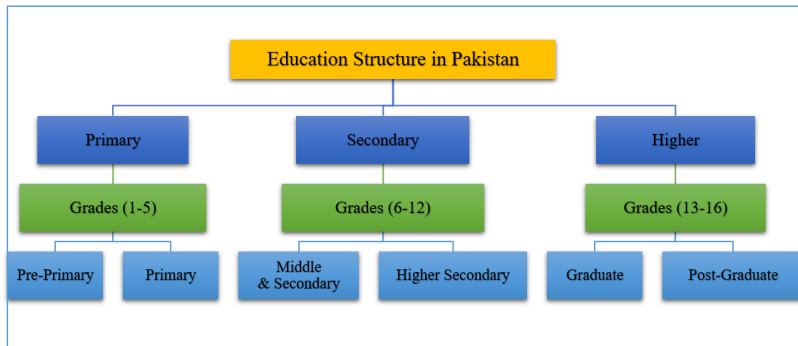 Education Structure in Pakistan
Primary
Secondary
Higher
Grades (1-5)
Grades (6-12)
Grades (13-16)
Pre-Primary
Primary
Middle
& Secondary
Higher Secondary
Graduate
Post-Graduate